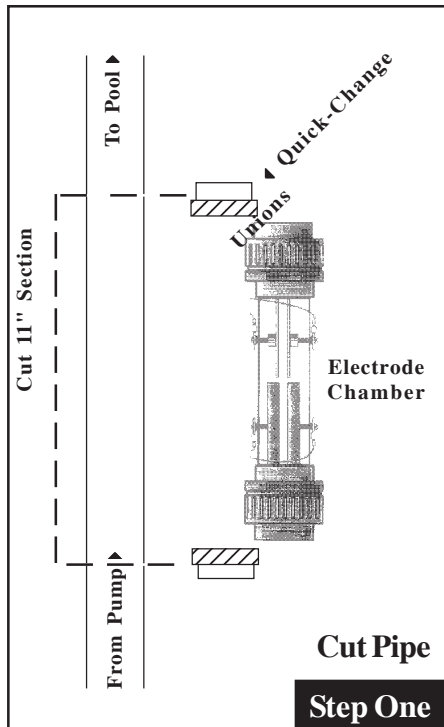 To Pool
Quick-Change
Unions
Cut 11" Section
Electrode
Chamber
From Pump
Cut Pipe
Step One